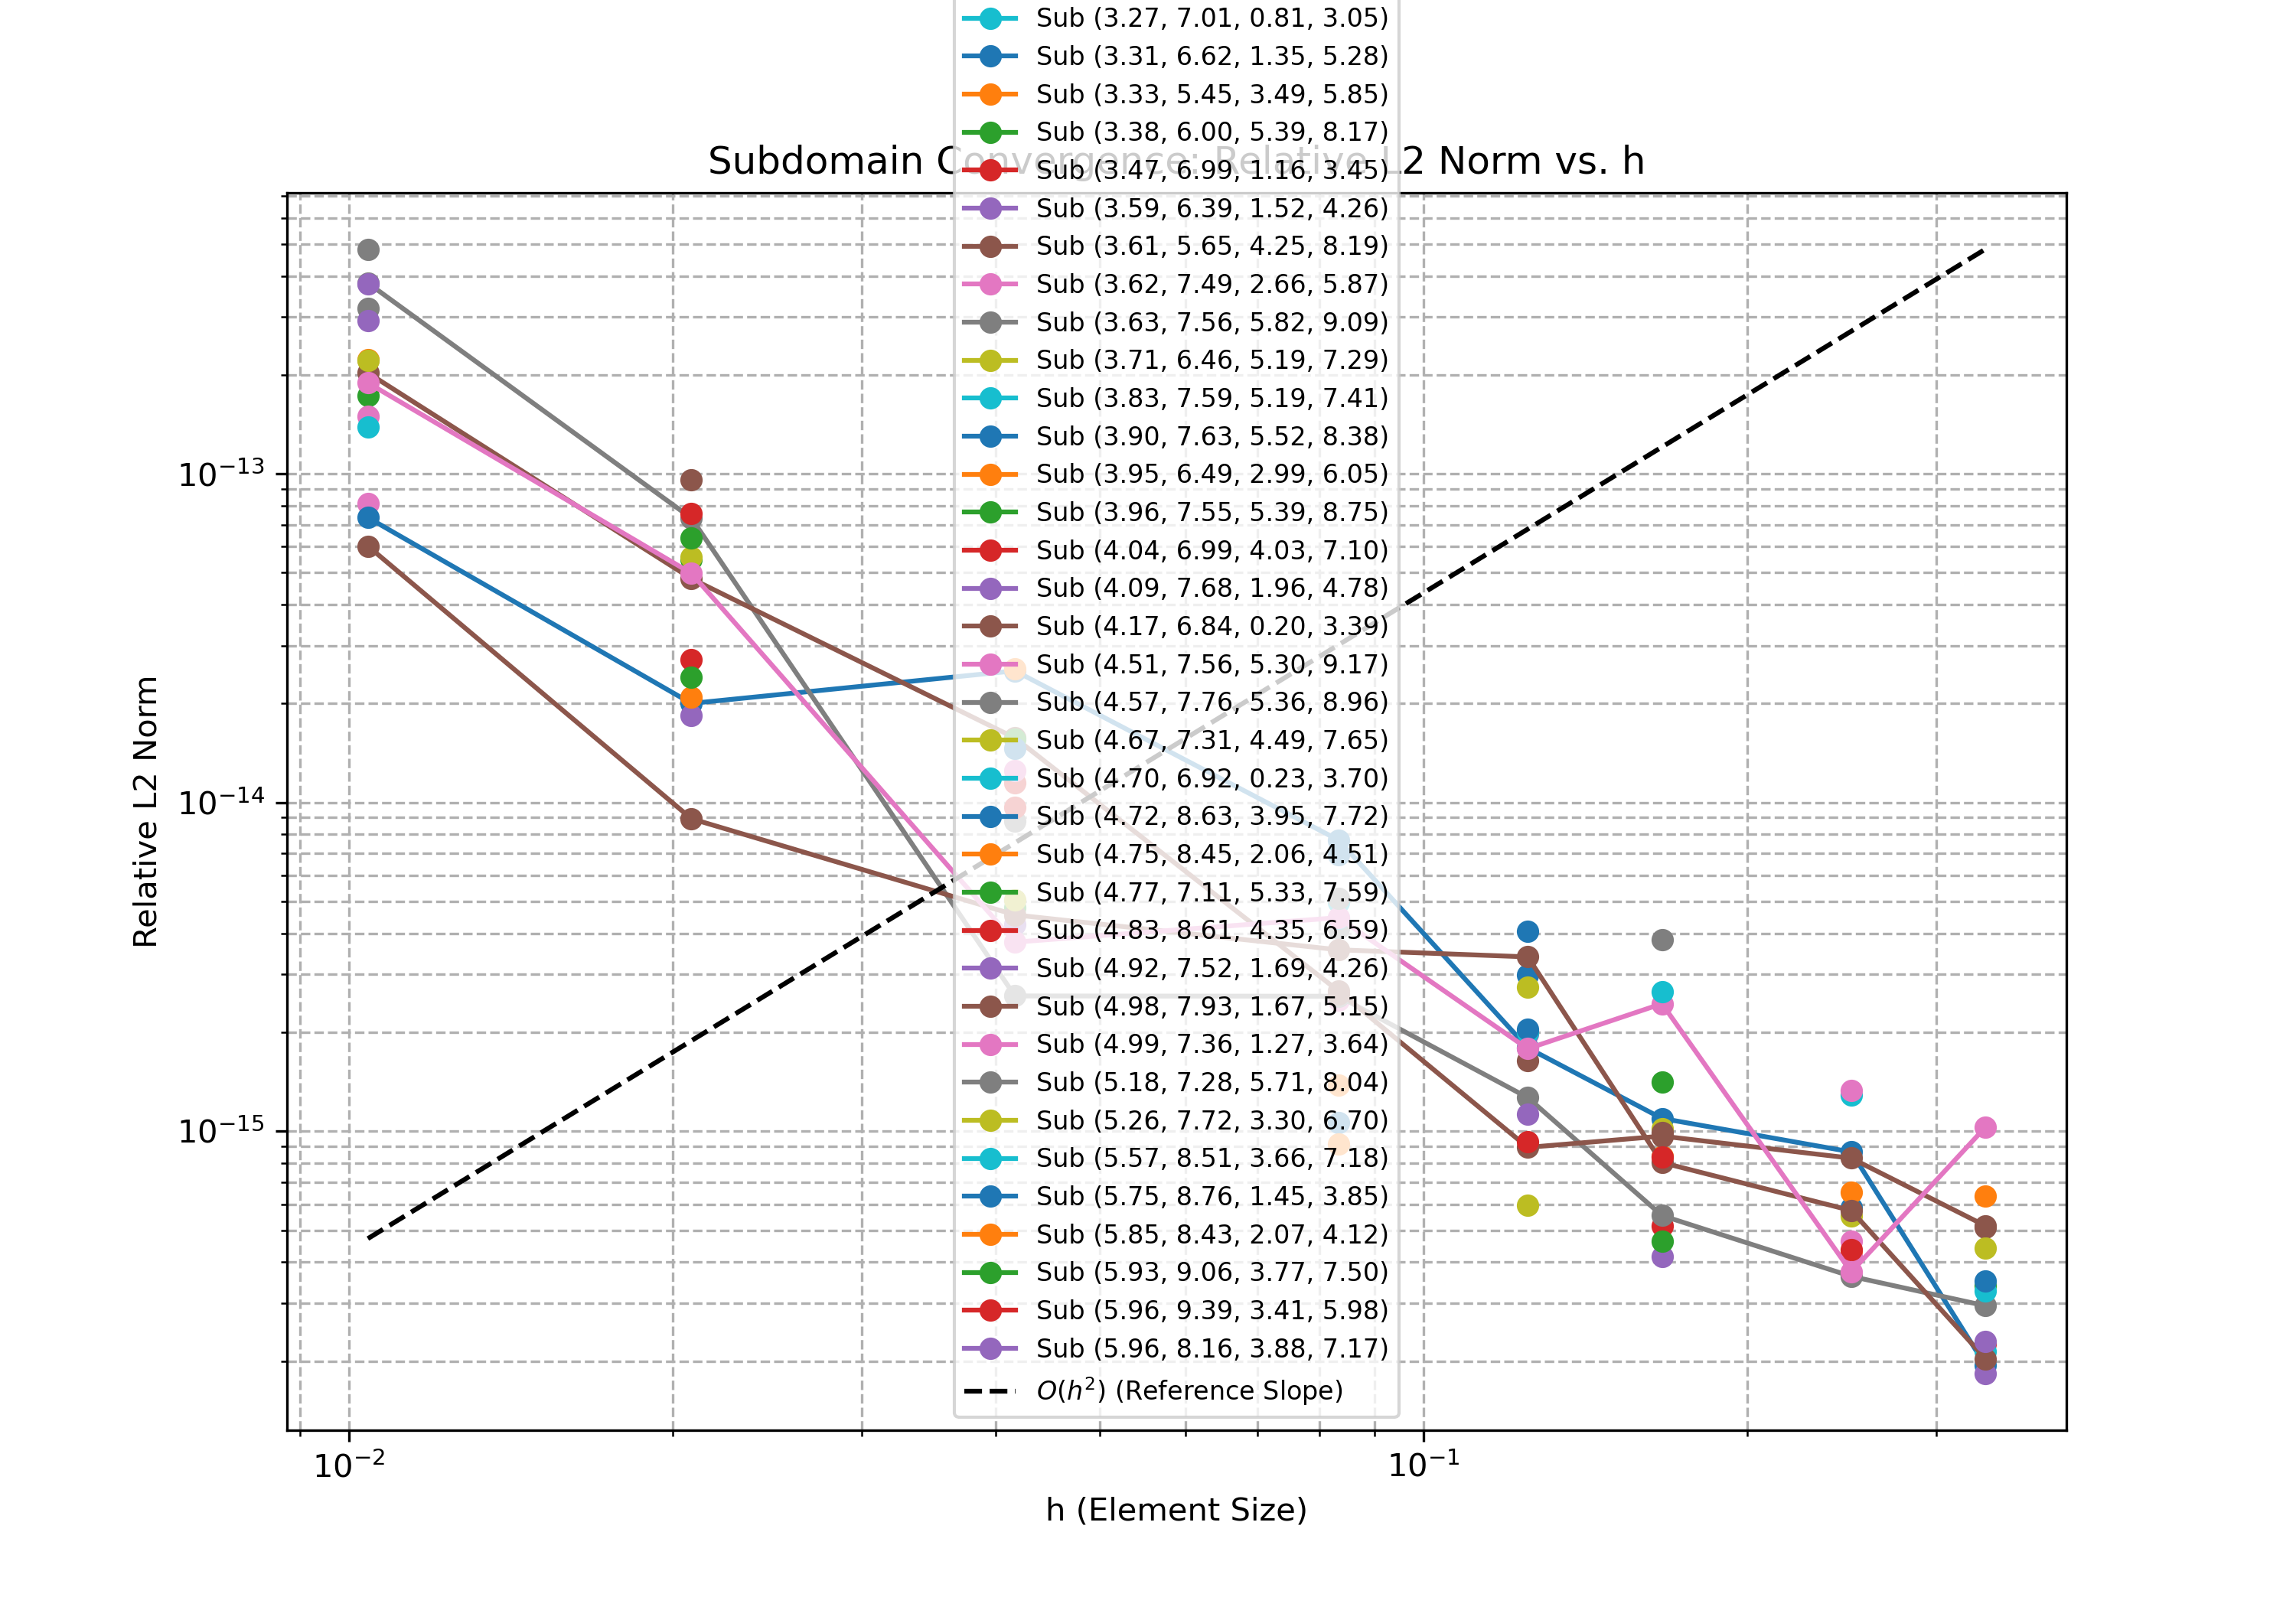 Sub (3.27, 7.01, 0.81, 3.05)
Sub (3.31, 6.62, 1.35, 5.28)
Sub (3.33, 5.45, 3.49, 5.85)
Sub (3.38, 6.00, 5.39, 8.17)
Subdomain Convergence: Relative L2 Norm vs. h
Sub (3.47, 6.99, 1.16, 3.45)
Sub (3.59, 6.39, 1.52, 4.26)
Sub (3.61, 5.65, 4.25, 8.19)
Sub (3.62, 7.49, 2.66, 5.87)
Sub (3.63, 7.56, 5.82, 9.09)
Sub (3.71, 6.46, 5.19, 7.29)
Sub (3.83, 7.59, 5.19, 7.41)
Sub (3.90, 7.63, 5.52, 8.38)
Sub (3.95, 6.49, 2.99, 6.05)
Sub (3.96, 7.55, 5.39, 8.75)
Sub (4.04, 6.99, 4.03, 7.10)
Sub (4.09, 7.68, 1.96, 4.78)
Sub (4.17, 6.84, 0.20, 3.39)
Sub (4.51, 7.56, 5.30, 9.17)
Sub (4.57, 7.76, 5.36, 8.96)
Sub (4.67, 7.31, 4.49, 7.65)
Sub (4.70, 6.92, 0.23, 3.70)
Sub (4.72, 8.63, 3.95, 7.72)
Sub (4.75, 8.45, 2.06, 4.51)
Sub (4.77, 7.11, 5.33, 7.59)
Sub (4.83, 8.61, 4.35, 6.59)
Sub (4.92, 7.52, 1.69, 4.26)
Sub (4.98, 7.93, 1.67, 5.15)
Sub (4.99, 7.36, 1.27, 3.64)
Sub (5.18, 7.28, 5.71, 8.04)
Sub (5.26, 7.72, 3.30, 6.70)
Sub (5.57, 8.51, 3.66, 7.18)
Sub (5.75, 8.76, 1.45, 3.85)
Sub (5.85, 8.43, 2.07, 4.12)
Sub (5.93, 9.06, 3.77, 7.50)
Sub (5.96, 9.39, 3.41, 5.98)
Sub (5.96, 8.16, 3.88, 7.17)
O(h²) (Reference Slope)
Relative L2 Norm
10⁻¹³
10⁻¹⁴
10⁻¹⁵
10⁻²
10⁻¹
h (Element Size)